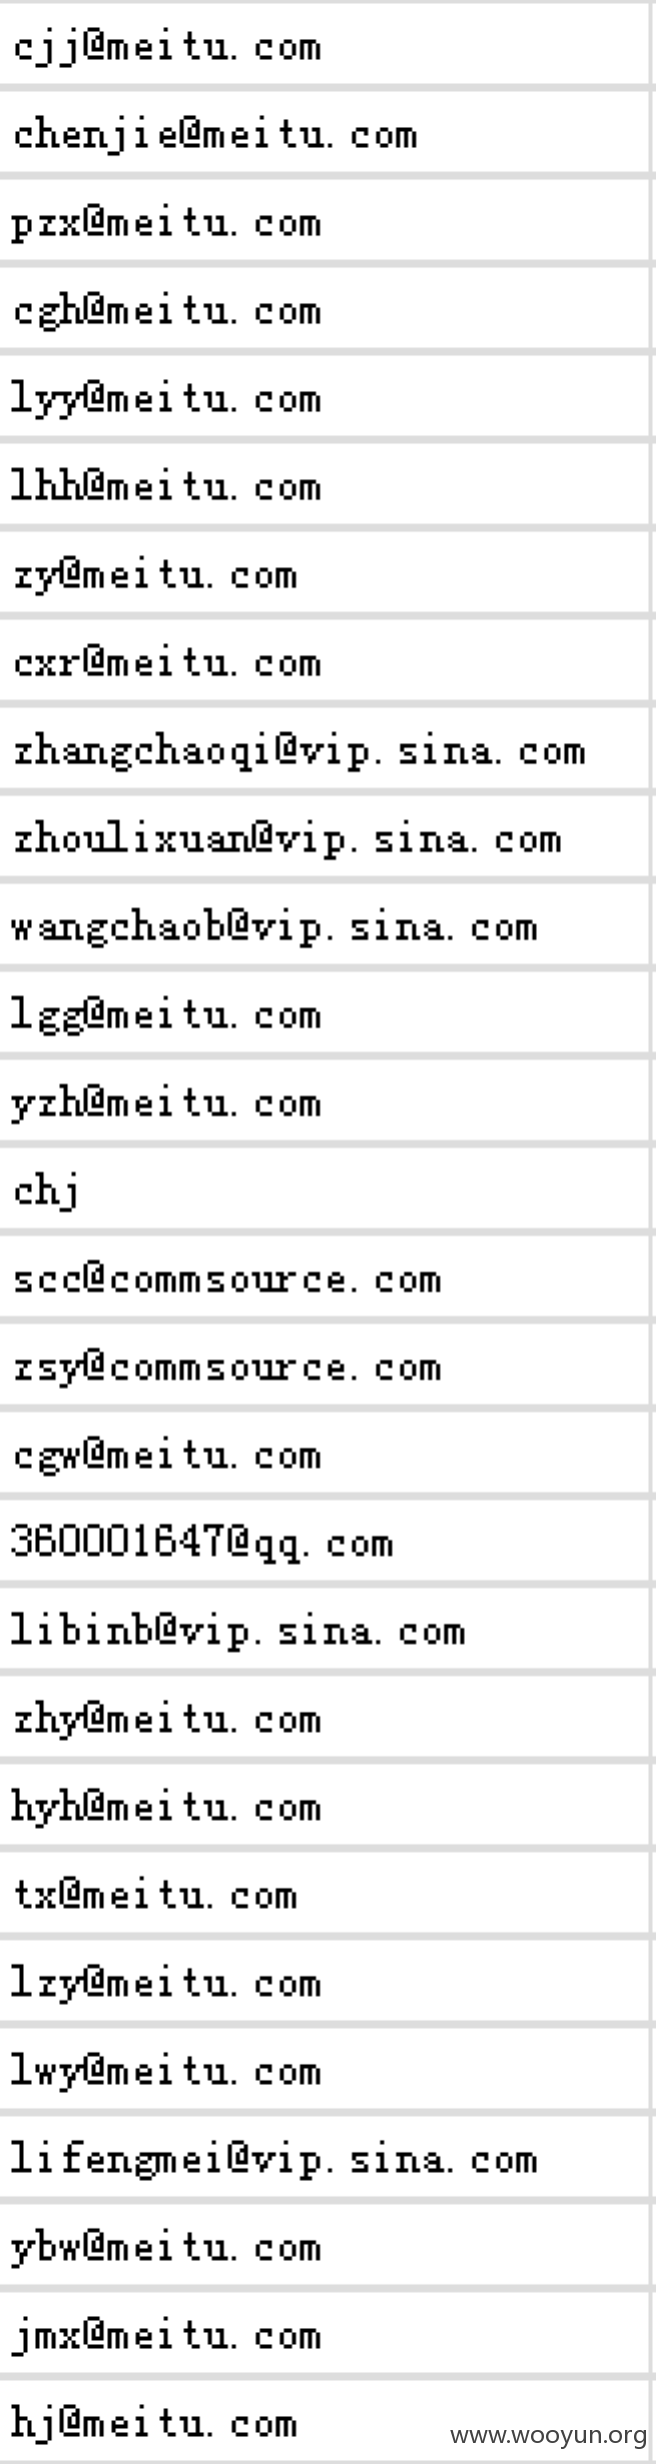 cjj@meitu.com
chenjie@meitu.com
pzx@meitu.com
cgh@meitu.com
lyy@meitu.com
lhh@meitu.com
zy@meitu.com
cxr@meitu.com
zhangchaoqi@vip.sina.com
zhoulixuan@vip.sina.com
wangchaob@vip.sina.com
lgg@meitu.com
yzh@meitu.com
chj
scc@commsource.com
zsy@commsource.com
cgw@meitu.com
360001647@qq.com
libinb@vip.sina.com
zhy@meitu.com
hyh@meitu.com
tx@meitu.com
lzy@meitu.com
lwy@meitu.com
lifengmei@vip.sina.com
ybw@meitu.com
jmx@meitu.com
hj@meitu.com
www.wooyun.org